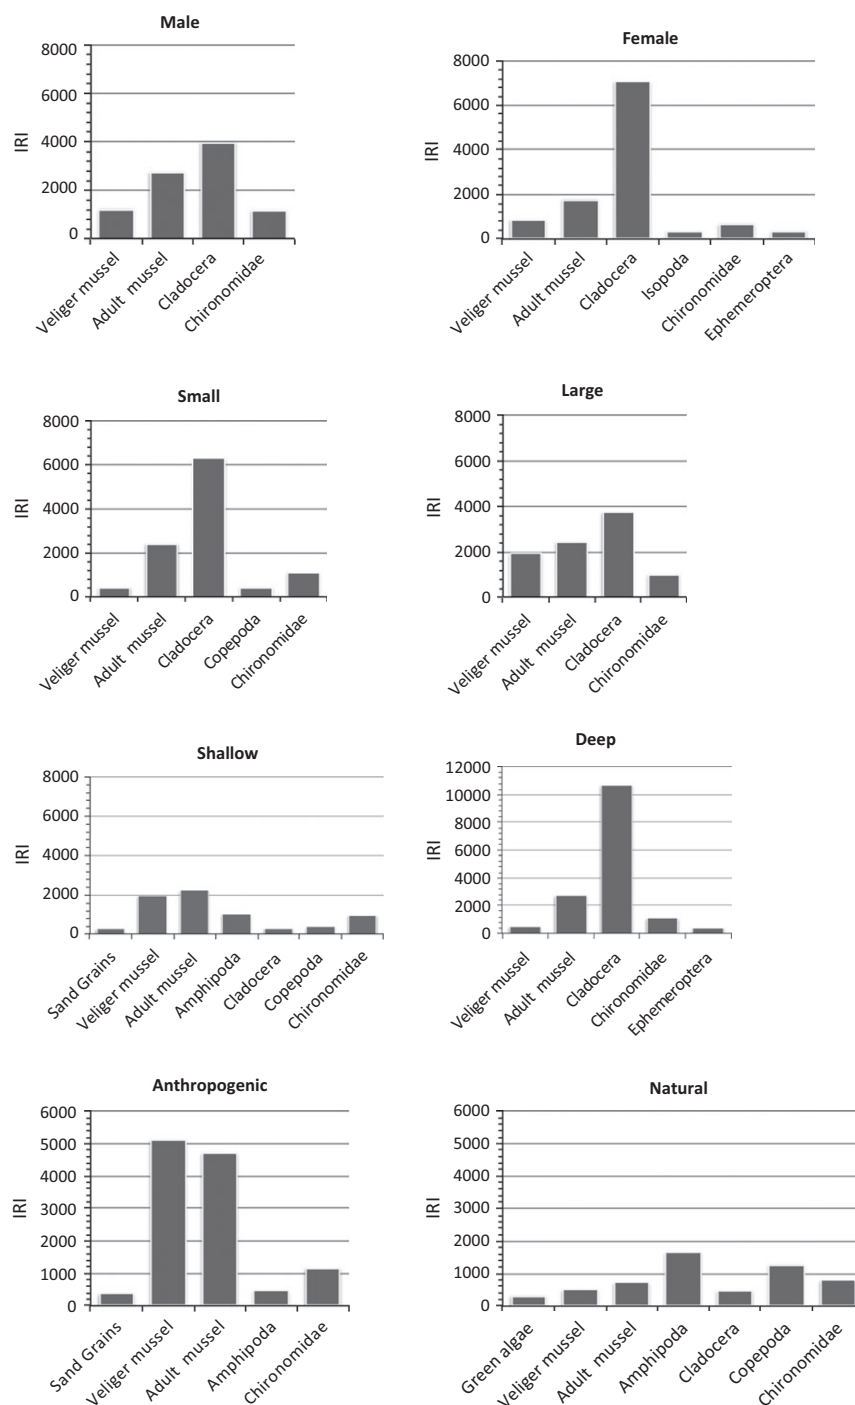 Male
8000
6000
4000
2000
0
IRI
Veliger mussel
Adult mussel
Cladocera
Chironomidae
Female
8000
6000
4000
2000
0
IRI
Veliger mussel
Adult mussel
Cladocera
Isopoda
Chironomidae
Ephemeroptera
Small
8000
6000
4000
2000
0
IRI
Veliger mussel
Adult mussel
Cladocera
Copepoda
Chironomidae
Large
8000
6000
4000
2000
0
IRI
Veliger mussel
Adult mussel
Cladocera
Chironomidae
Shallow
8000
6000
4000
2000
0
IRI
Sand Grains
Veliger mussel
Adult mussel
Amphipoda
Cladocera
Copepoda
Chironomidae
Deep
12000
10000
8000
6000
4000
2000
0
IRI
Veliger mussel
Adult mussel
Cladocera
Chironomidae
Ephemeroptera
Anthropogenic
6000
5000
4000
3000
2000
1000
0
IRI
Sand Grains
Veliger mussel
Adult mussel
Amphipoda
Chironomidae
Natural
6000
5000
4000
3000
2000
1000
0
IRI
Green algae
Veliger mussel
Adult mussel
Amphipoda
Cladocera
Copepoda
Chironomidae